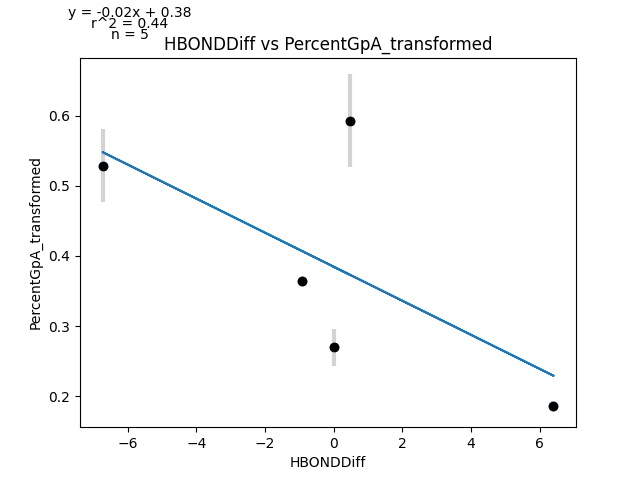 y = -0.02x + 0.38
r^2 = 0.44
n = 5
HBONDDiff vs PercentGpA_transformed
PercentGpA_transformed
0.6
0.5
0.4
0.3
0.2
−6
−4
−2
0
2
4
6
HBONDDiff